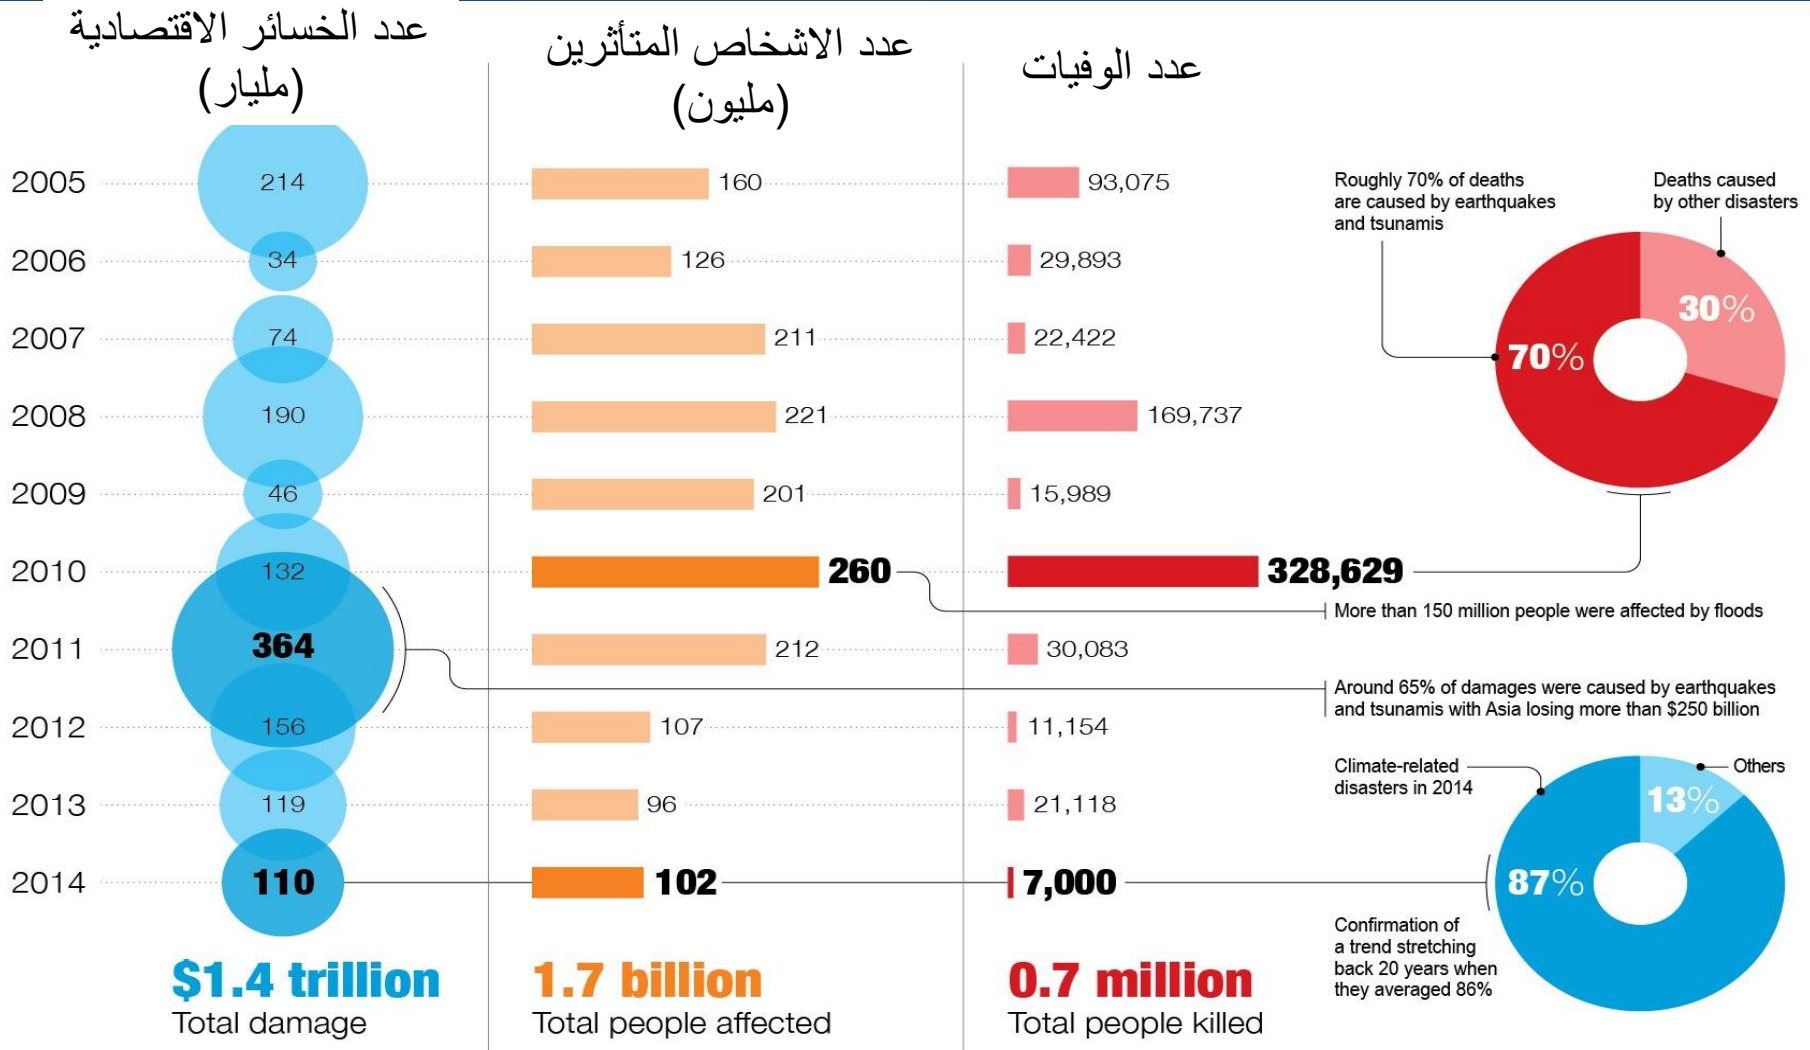 عدد الخسائر الاقتصادية
(مليار)
عدد الاشخاص المتأثرين
(مليون)
عدد الوفيات
2005 214 160 93,075
2006 34 126 29,893
2007 74 211 22,422
2008 190 221 169,737
2009 46 201 15,989
2010 132 260 328,629
2011 364 212 30,083
2012 156 107 11,154
2013 119 96 21,118
2014 110 102 7,000
$1.4 trillion
Total damage
1.7 billion
Total people affected
0.7 million
Total people killed
Roughly 70% of deaths
are caused by earthquakes
and tsunamis
Deaths caused
by other disasters
30%
70%
More than 150 million people were affected by floods
Around 65% of damages were caused by earthquakes
and tsunamis with Asia losing more than $250 billion
Climate-related
disasters in 2014
Others
13%
87%
Confirmation of
a trend stretching
back 20 years when
they averaged 86%